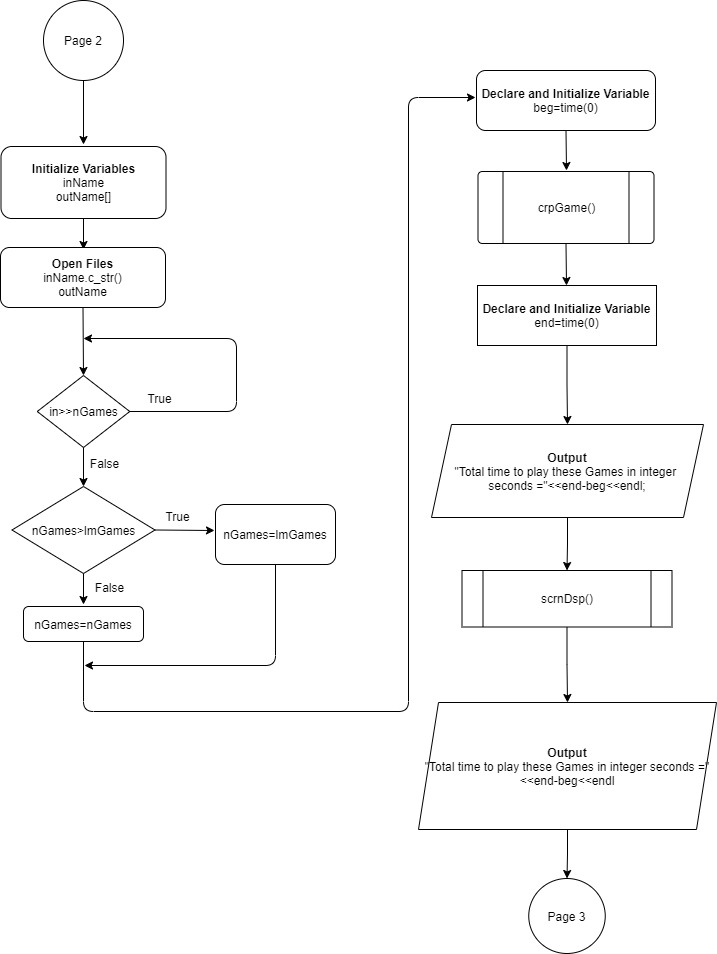 Page 2
Initialize Variables
inName
outName[]
Open Files
inName.c_str()
outName
in>>nGames
True
False
nGames>lmGames
True
nGames=lmGames
False
nGames=nGames
Declare and Initialize Variable
beg=time(0)
crpGame()
Declare and Initialize Variable
end=time(0)
Output
"Total time to play these Games in integer
seconds ="<<end-beg<<endl;
scrnDsp()
Output
"Total time to play these Games in integer seconds ="
<<end-beg<<endl
Page 3